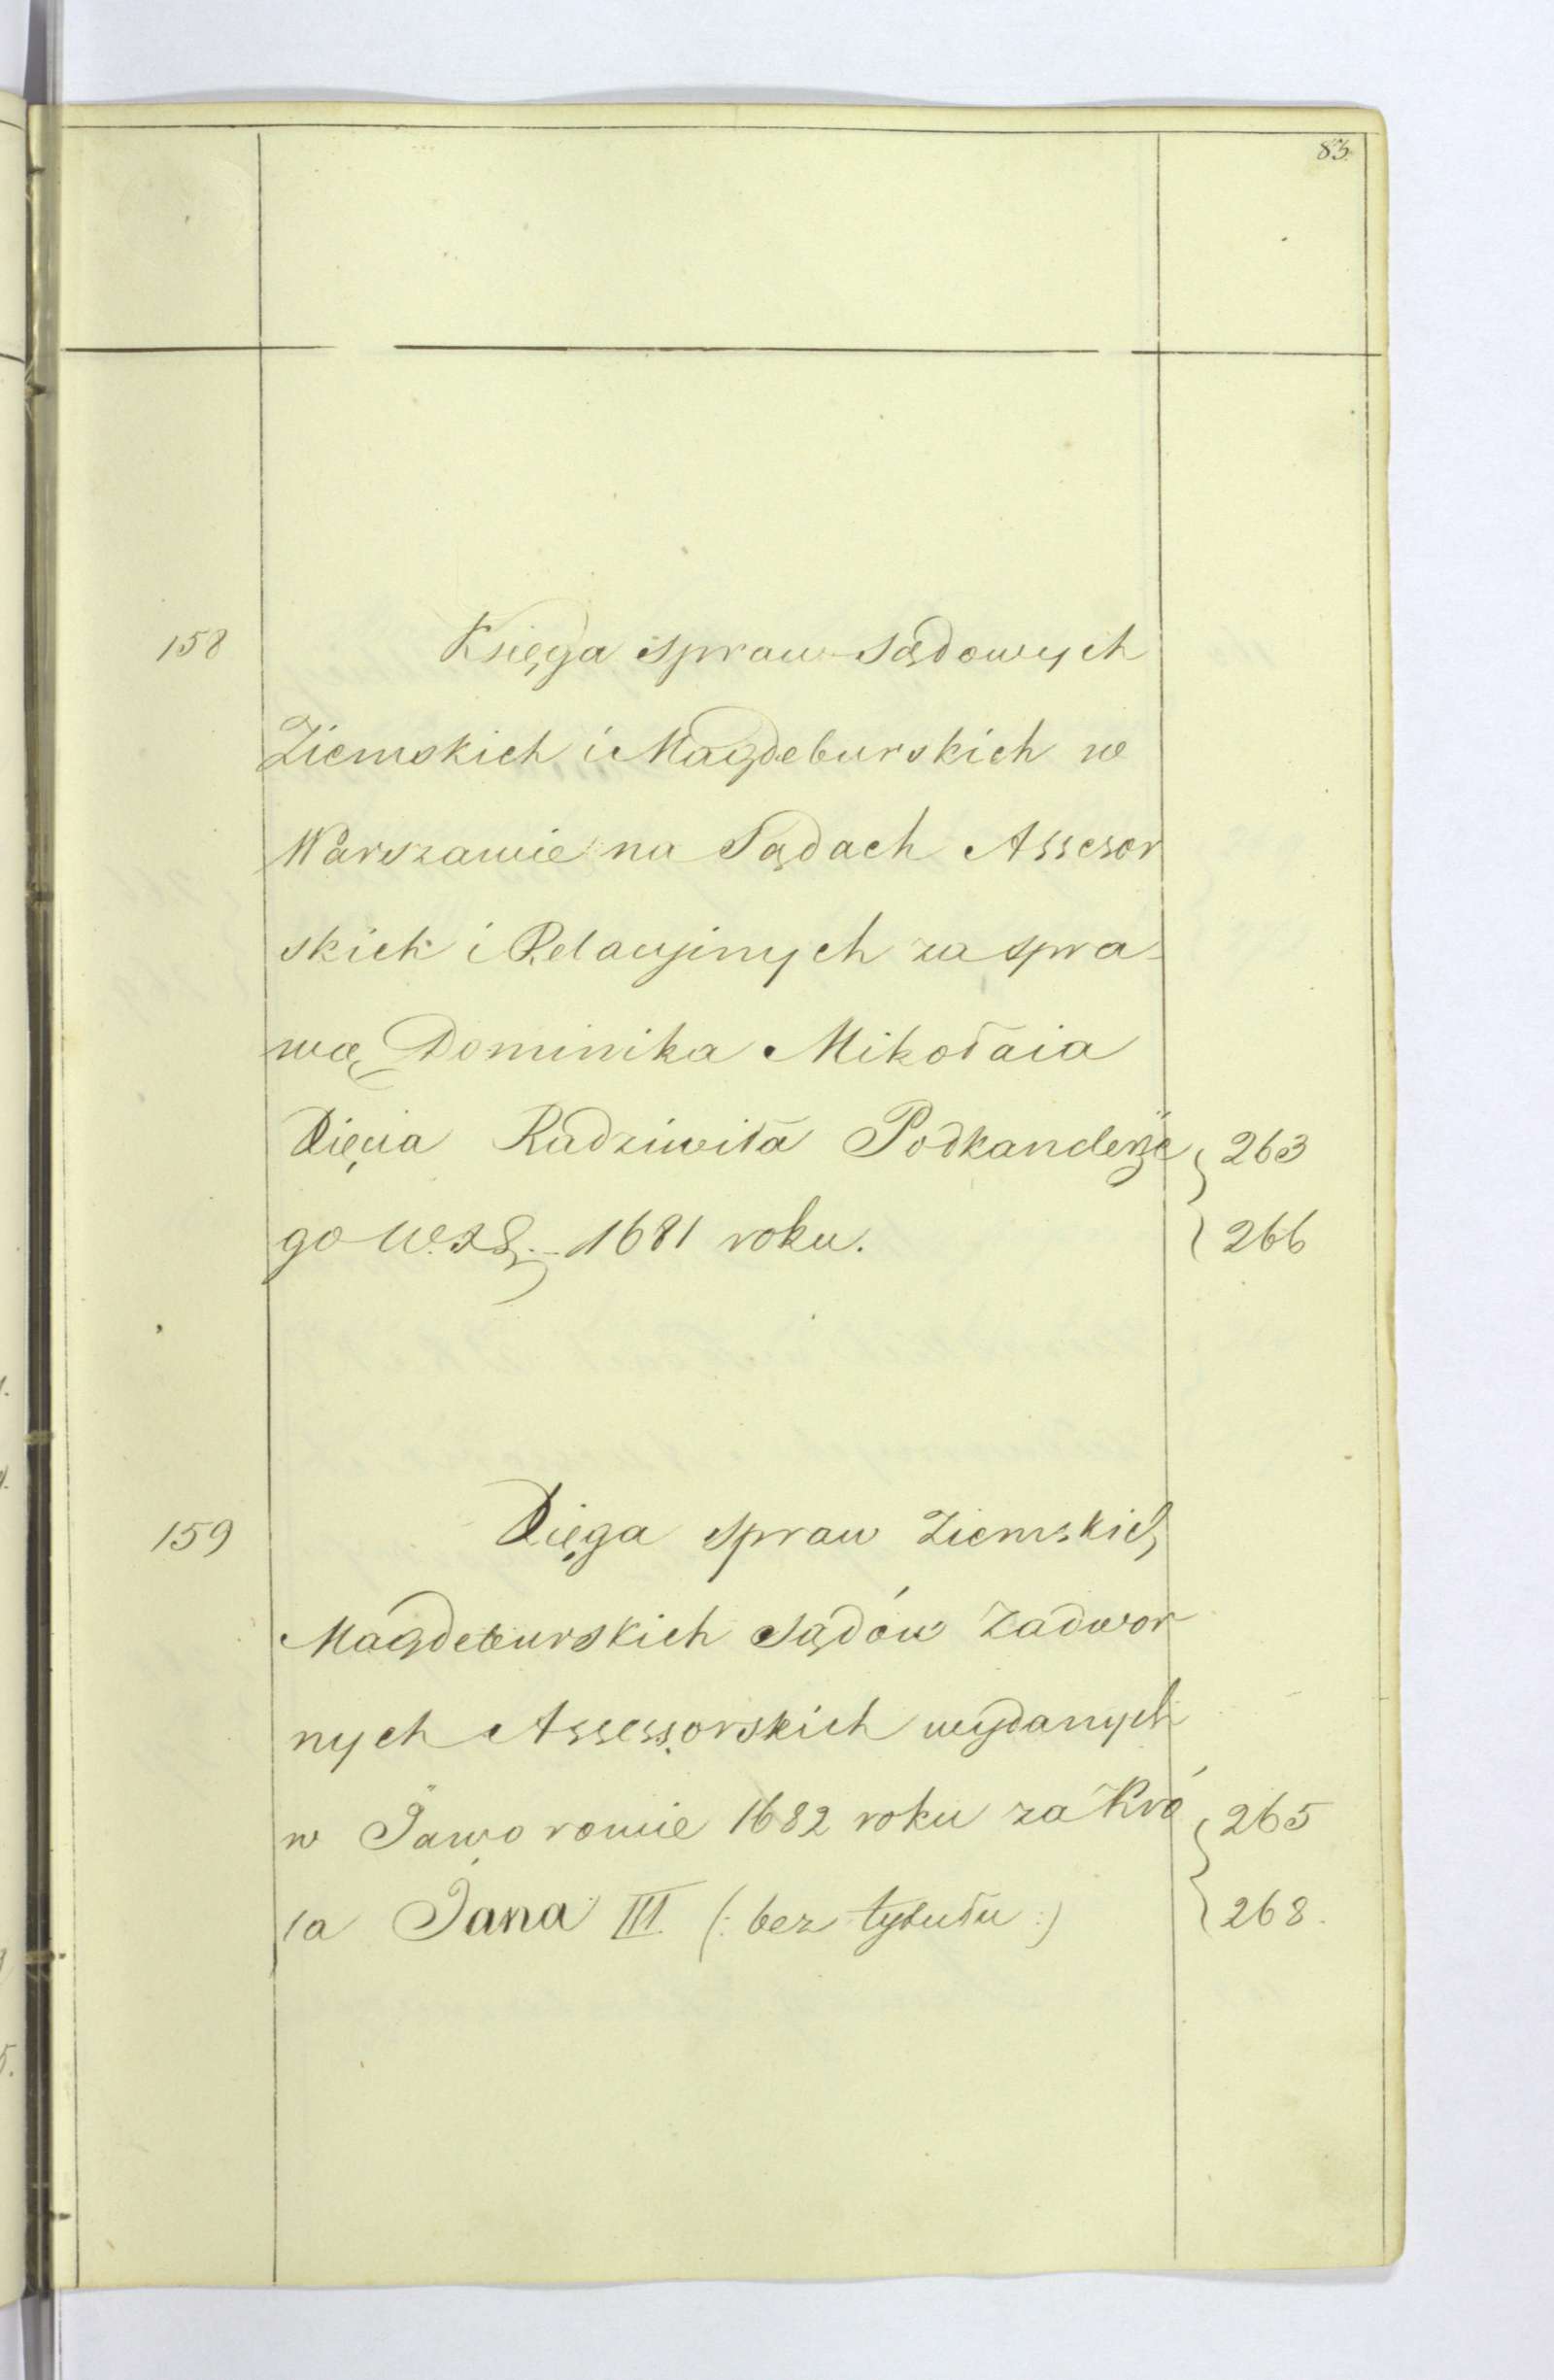 83.
158 Księga spraw sądowych
Ziemskich i Magdeburskich w
Warszawie na Sądach Assesor
skich i Relacyjnych za spra-
wą Dominika Mikołaia
Xięcia Radziwiła Podkanclerże 263
go W.X.L. 1681 roku. 266
159 Xięga spraw Ziemskich
Magdeburskich Sądów Zadwor
nych Assessorskich wydanych
w Jaworowie 1682 roku za Kró 265
la Jana III. (: bez tytułu :) 268.